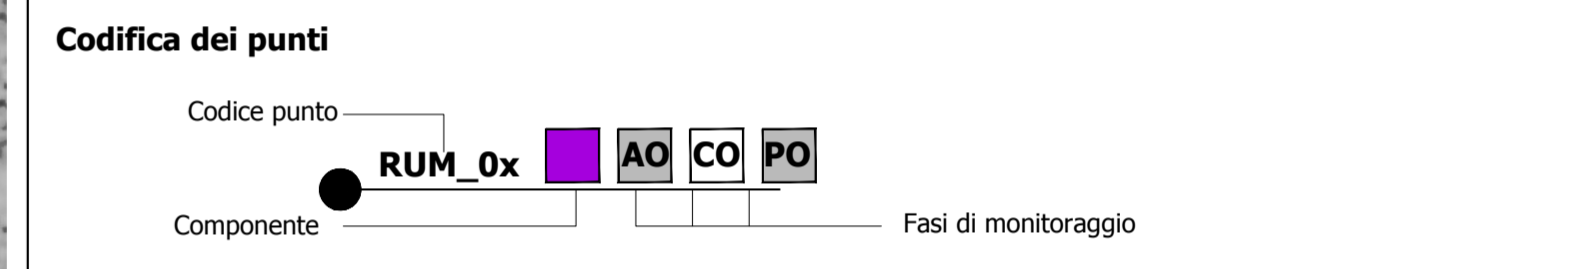 Codifica dei punti
Codice punto
RUM_0x AO CO PO
Componente
Fasi di monitoraggio